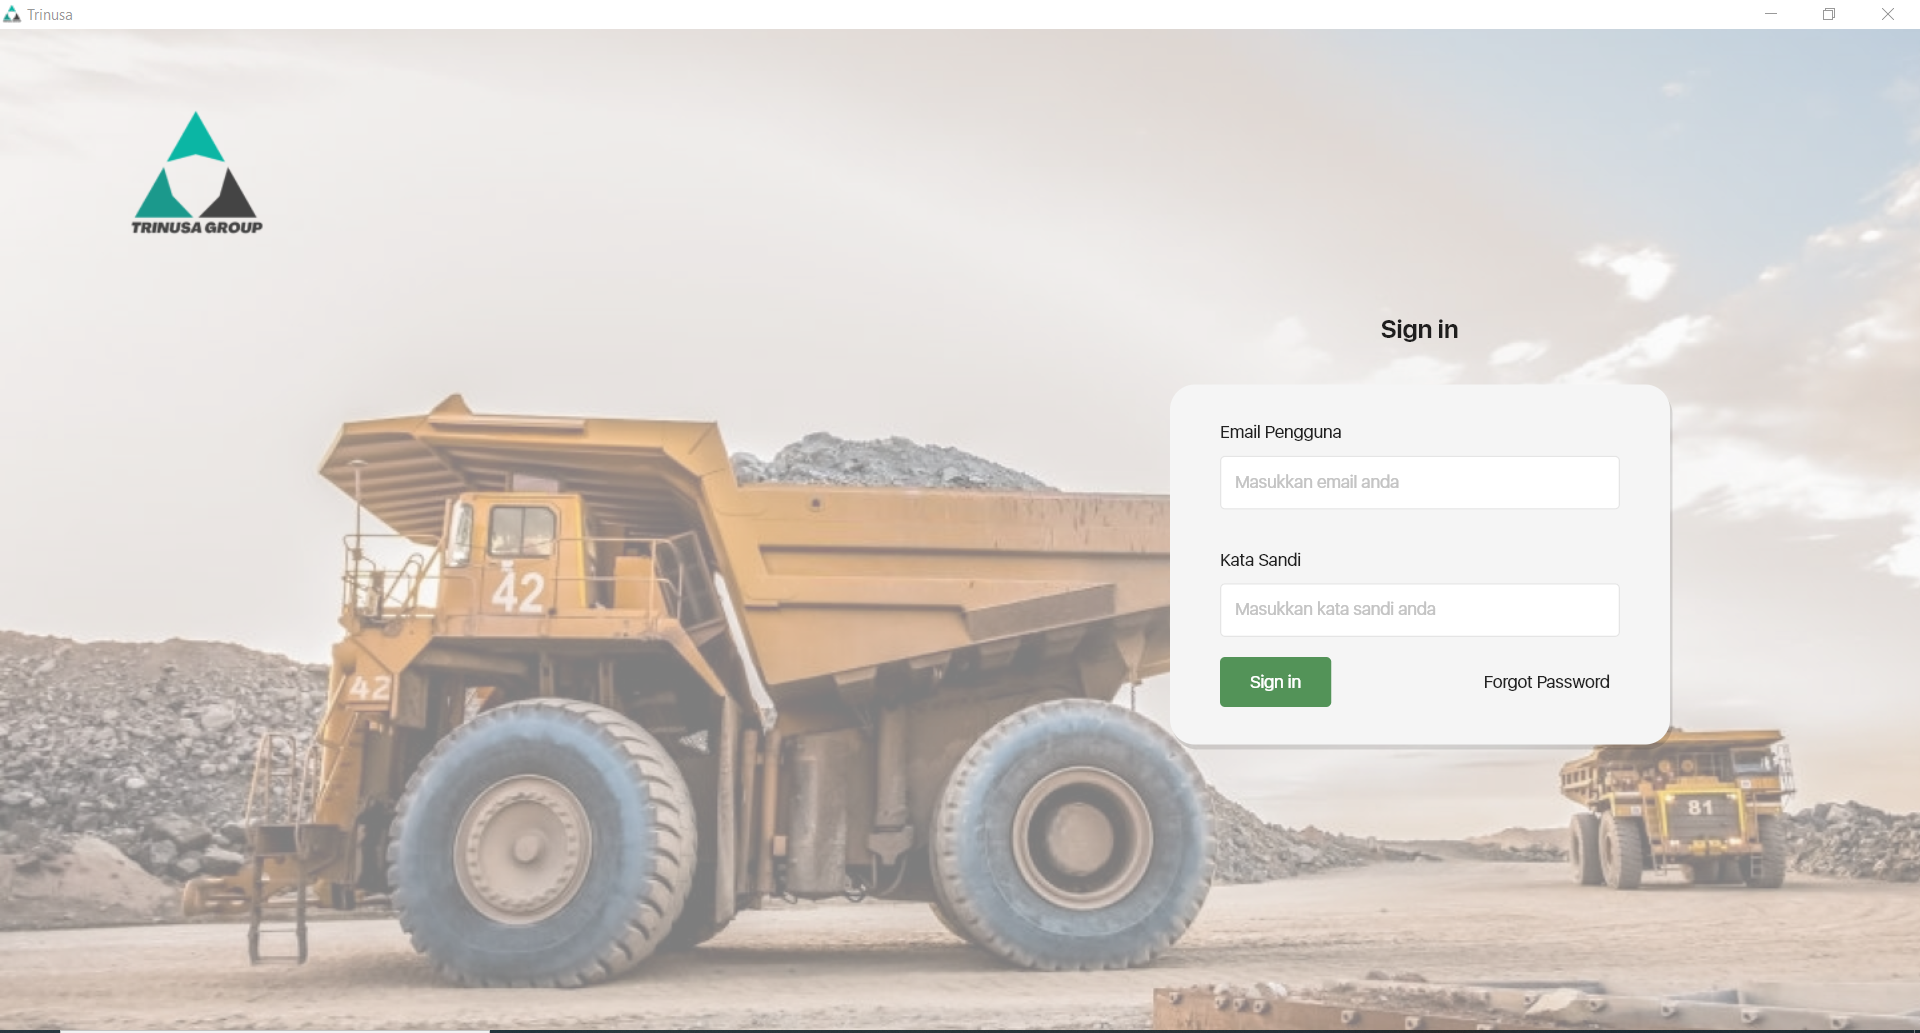 Trinusa
TRINUSA GROUP
Sign in
Email Pengguna
Masukkan email anda
Kata Sandi
Masukkan kata sandi anda
Sign in
Forgot Password
42
42
81